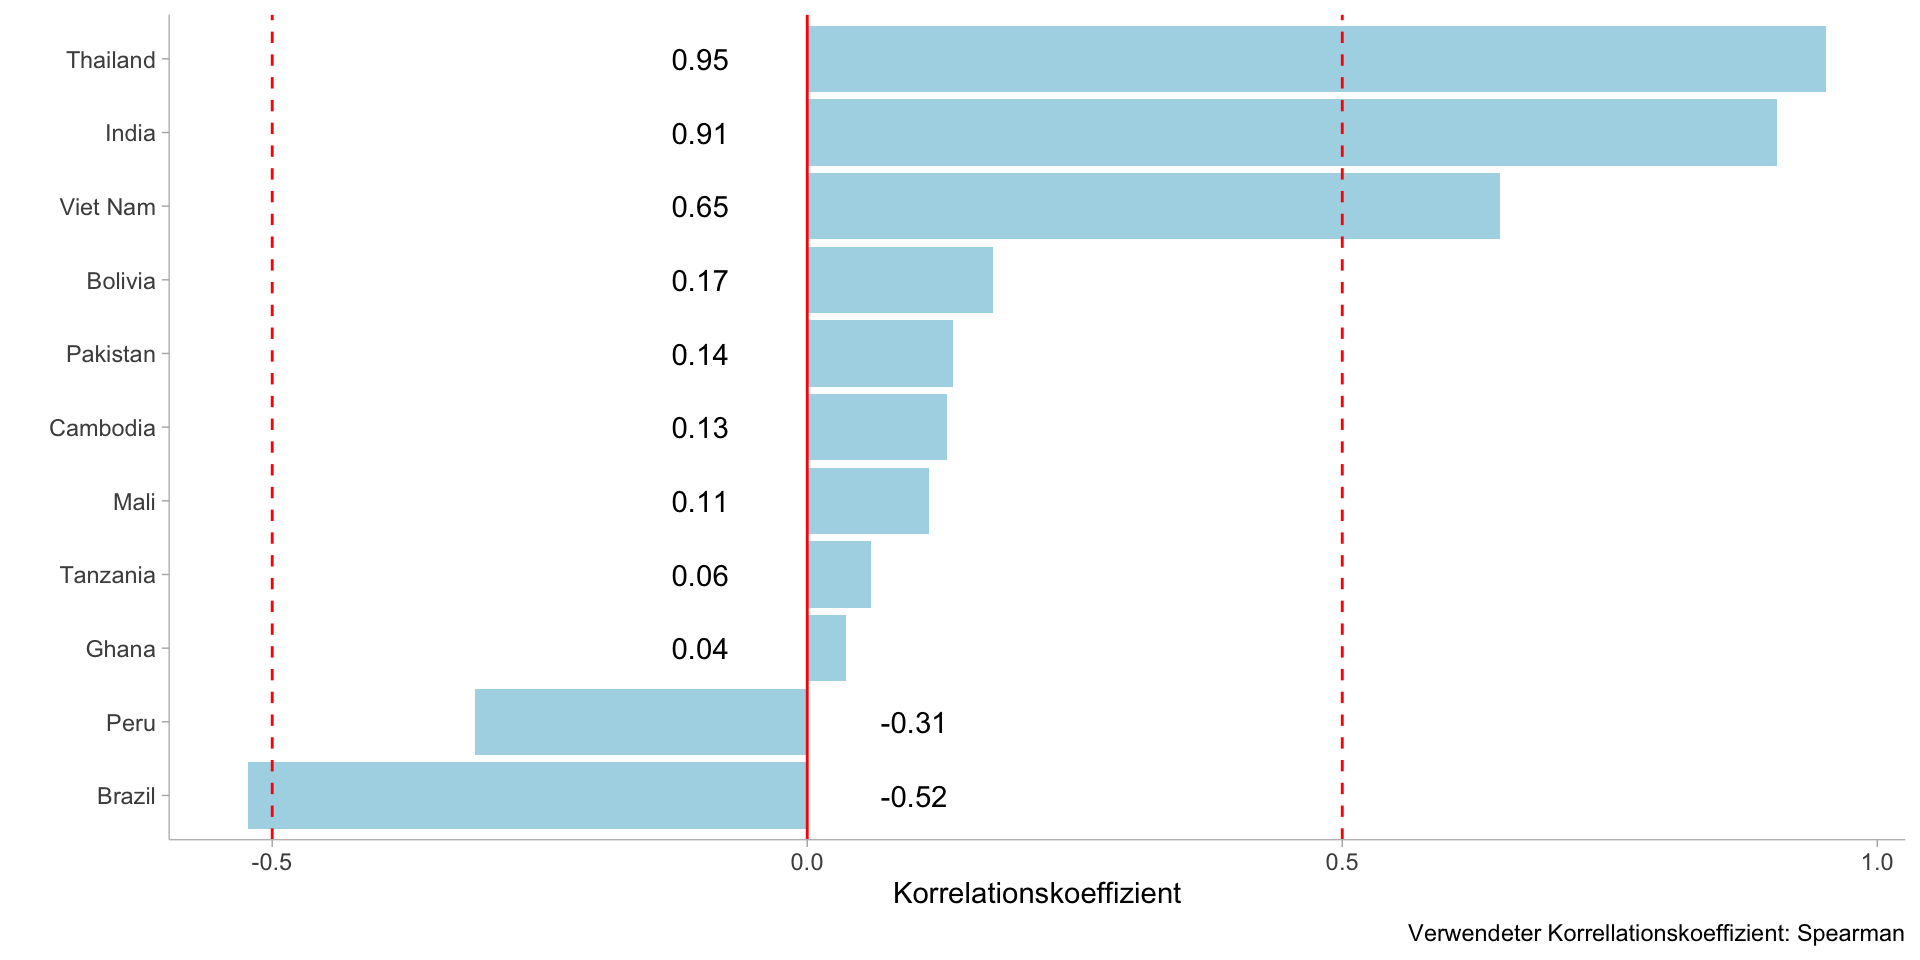 Thailand 0.95
India 0.91
Viet Nam 0.65
Bolivia 0.17
Pakistan 0.14
Cambodia 0.13
Mali 0.11
Tanzania 0.06
Ghana 0.04
Peru -0.31
Brazil -0.52
-0.5 0.0 0.5 1.0
Korrelationskoeffizient
Verwendeter Korrellationskoeffizient: Spearman